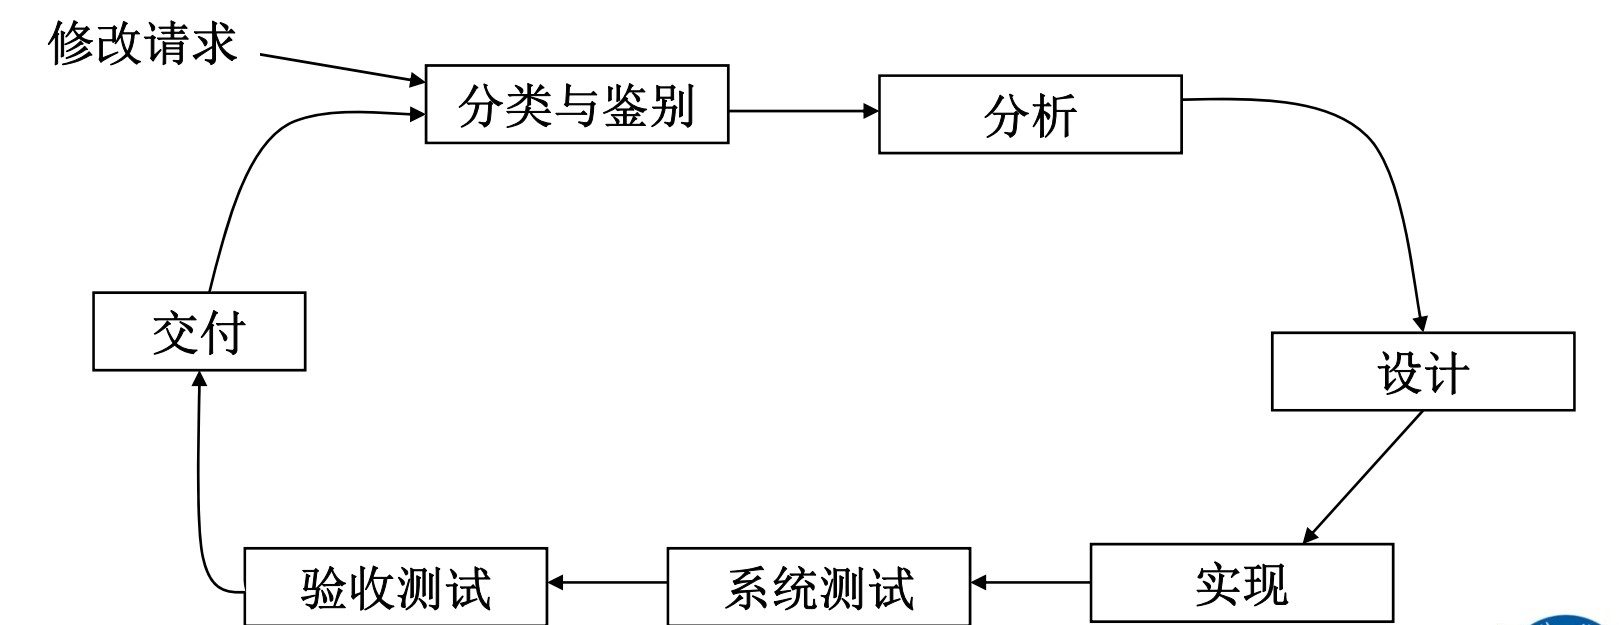 修改请求
分类与鉴别
分析
交付
设计
验收测试
系统测试
实现